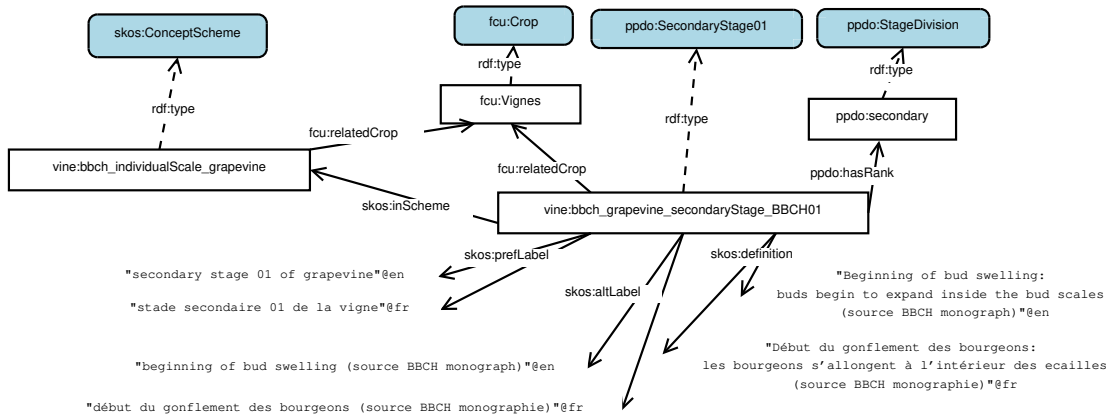 fcu:Crop
skos:ConceptScheme
ppdo:SecondaryStage01
ppdo:StageDivision
rdf:type
rdf:type
rdf:type
fcu:Vignes
rdf:type
ppdo:secondary
fcu:relatedCrop
vine:bbch_individualScale_grapevine
fcu:relatedCrop
ppdo:hasRank
skos:inScheme
vine:bbch_grapevine_secondaryStage_BBCH01
skos:prefLabel
skos:definition
"secondary stage 01 of grapevine"@en
"stade secondaire 01 de la vigne"@fr
skos:altLabel
"Beginning of bud swelling:
buds begin to expand inside the bud scales
(source BBCH monograph)"@en
"Début du gonflement des bourgeons:
les bourgeons s'allongent à l'intérieur des ecailles
(source BBCH monographie)"@fr
"beginning of bud swelling (source BBCH monograph)"@en
"début du gonflement des bourgeons (source BBCH monographie)"@fr